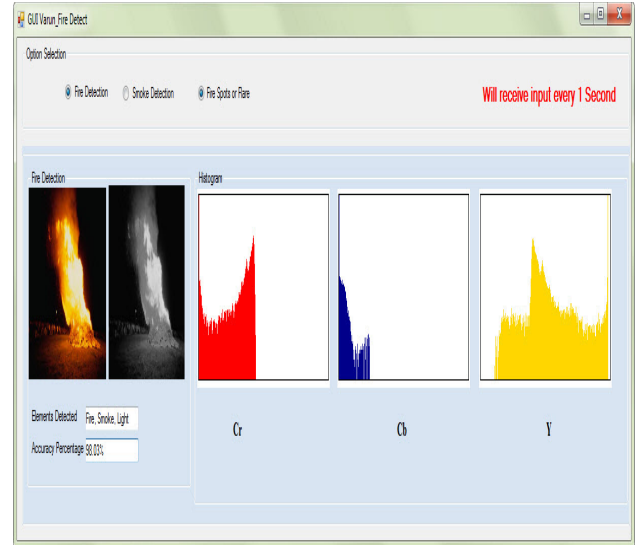 GUI Varun_Fire Detect
Option Selection
Fire Detection Smoke Detection Fire Spots or Flare
Will receive input every 1 Second
Fire Detection
Histogram
Elements Detected Fire, Smoke, Light
Accuracy Percentage 98.03%
Cr Cb Y